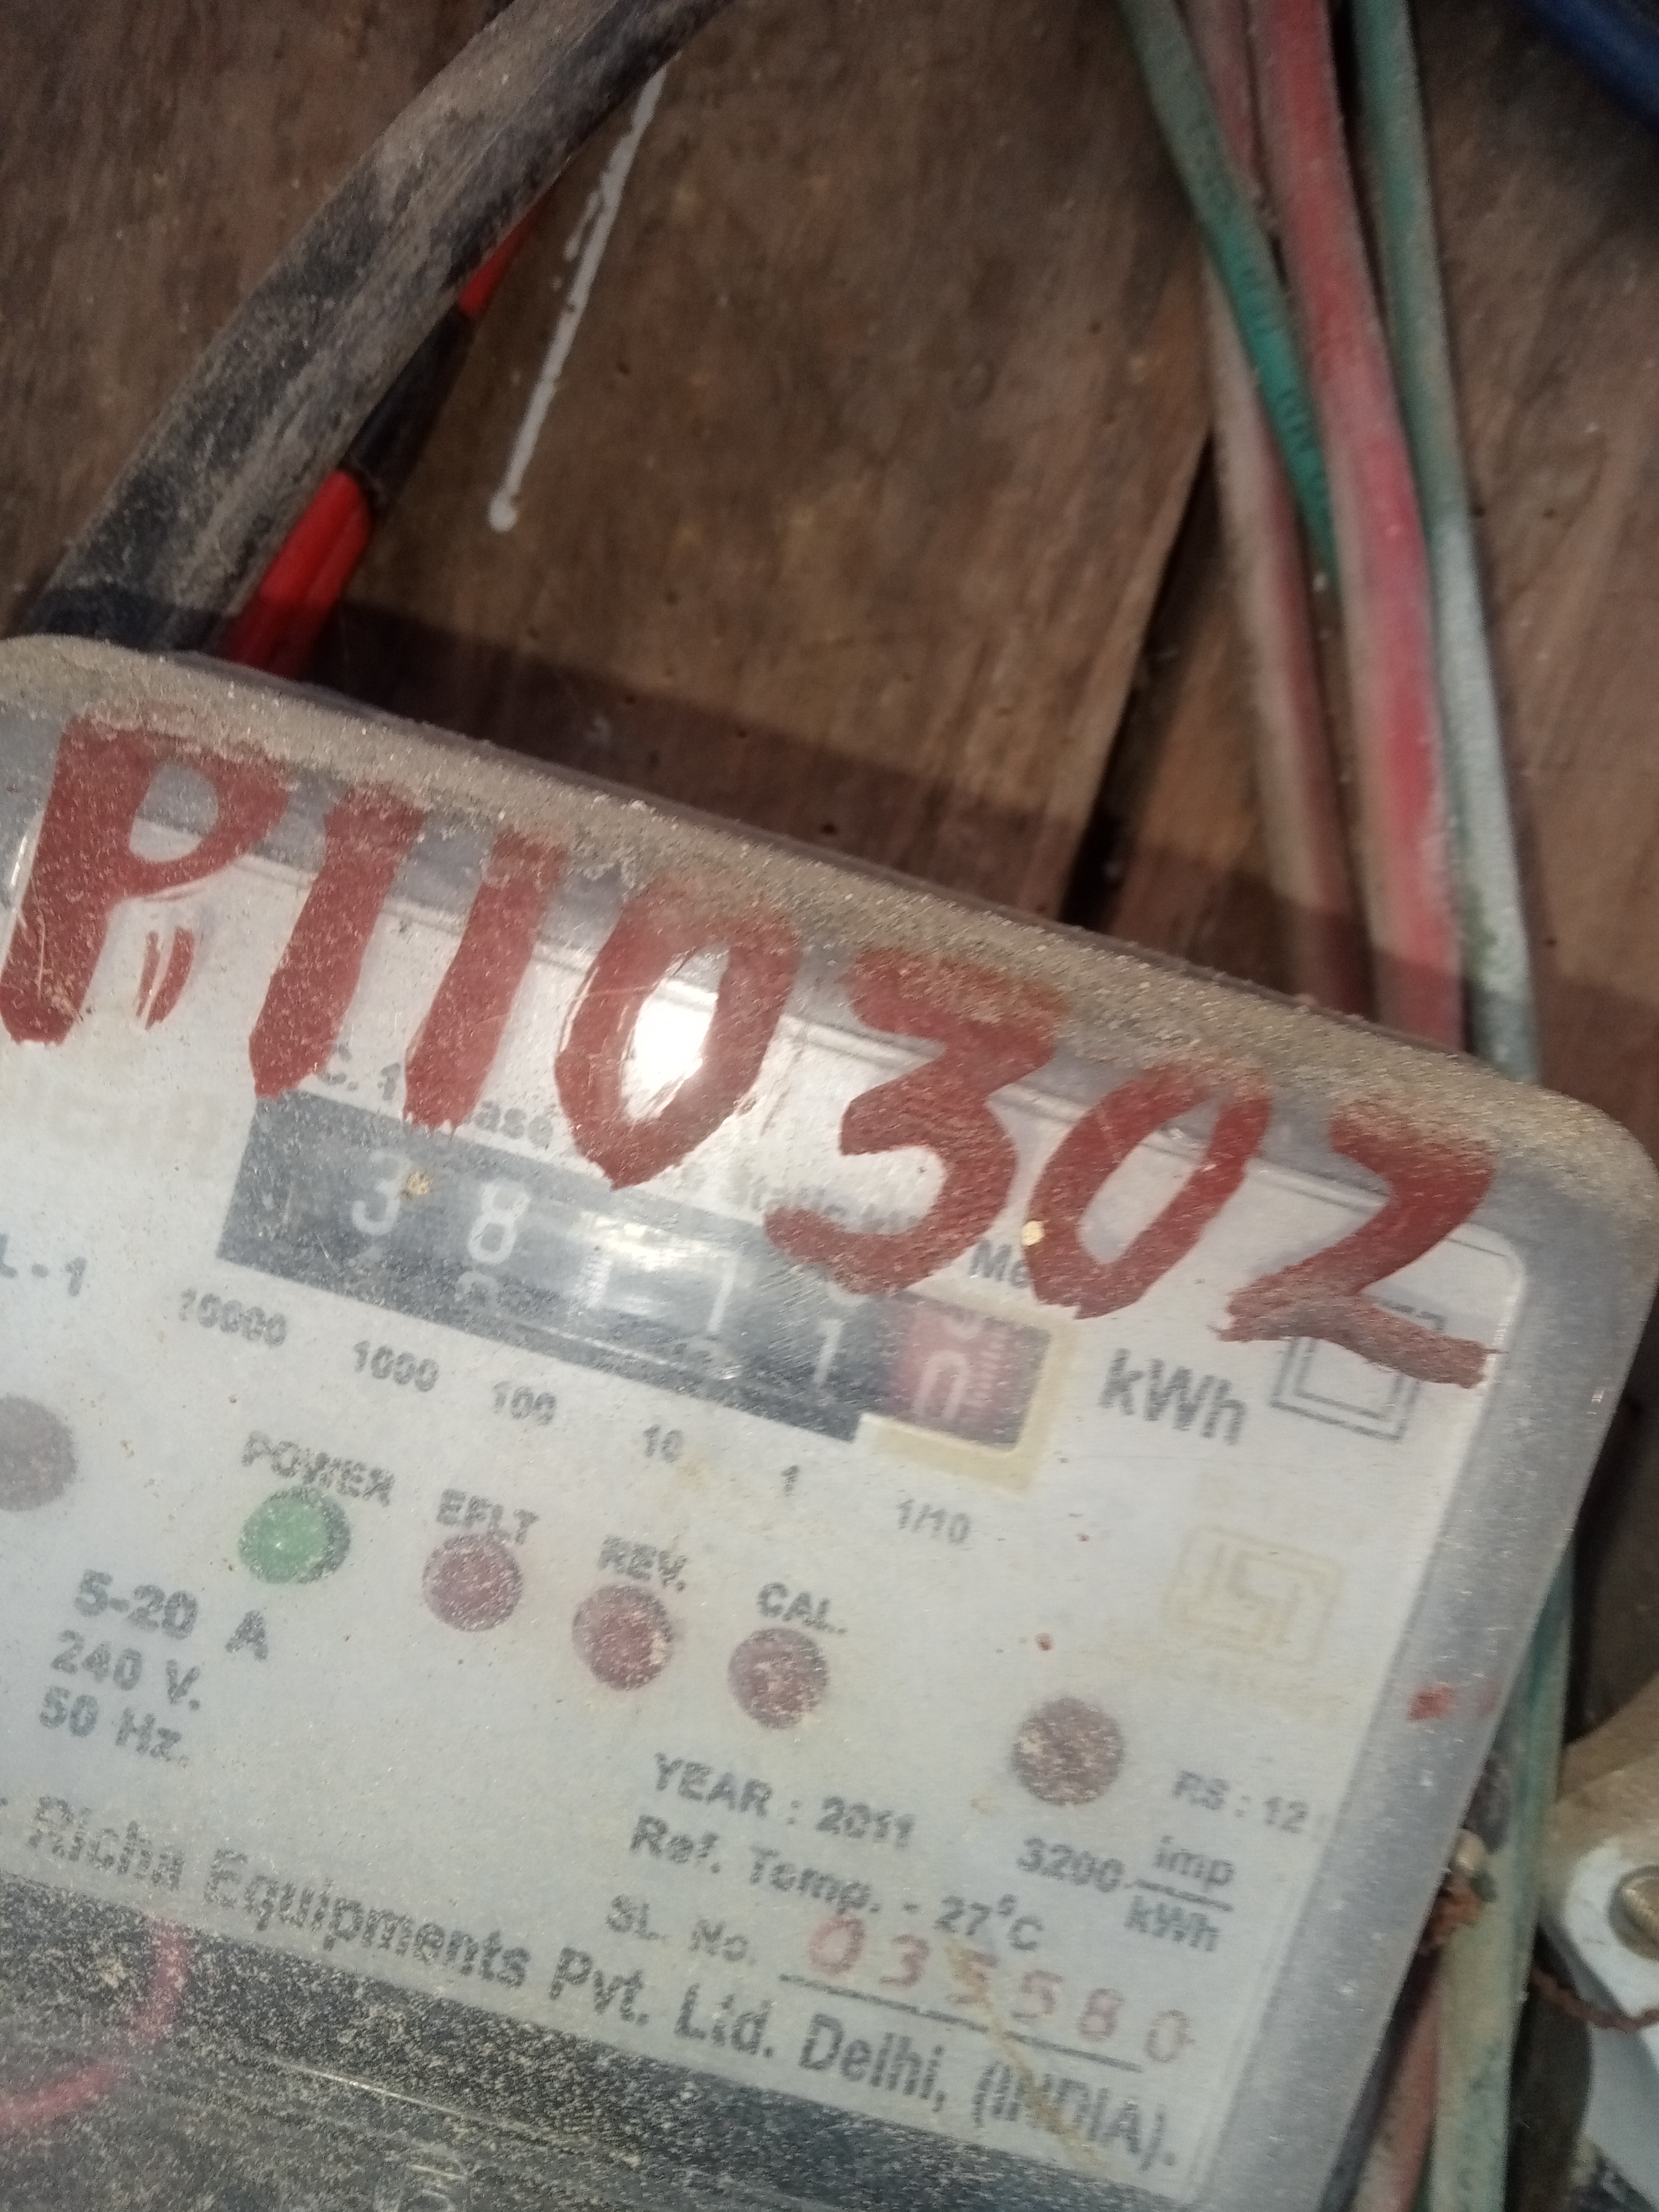 P110302
kWh
L-1
10000 1000 100 10 1 1/10
POWER EFLT REV. CAL.
5-20 A
240 V.
50 Hz.
YEAR : 2011
RS : 12
Ref. Temp. - 27°C
3200 imp
kWh
SL. No. 035580
Richa Equipments Pvt. Ltd. Delhi, (INDIA).